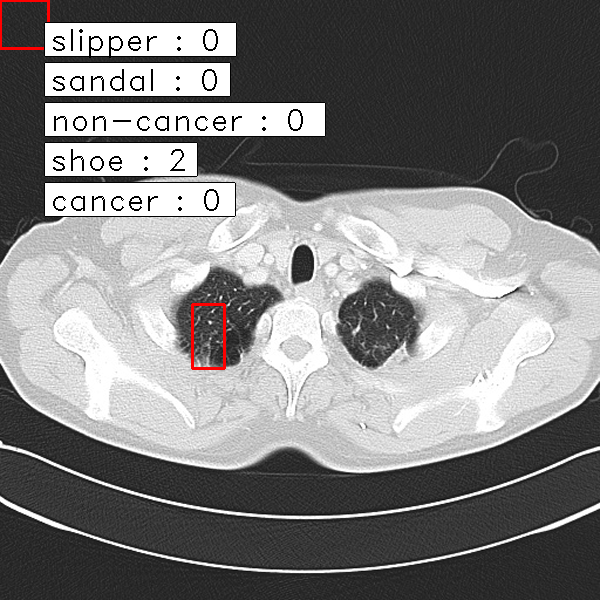 slipper : 0
sandal : 0
non-cancer : 0
shoe : 2
cancer : 0